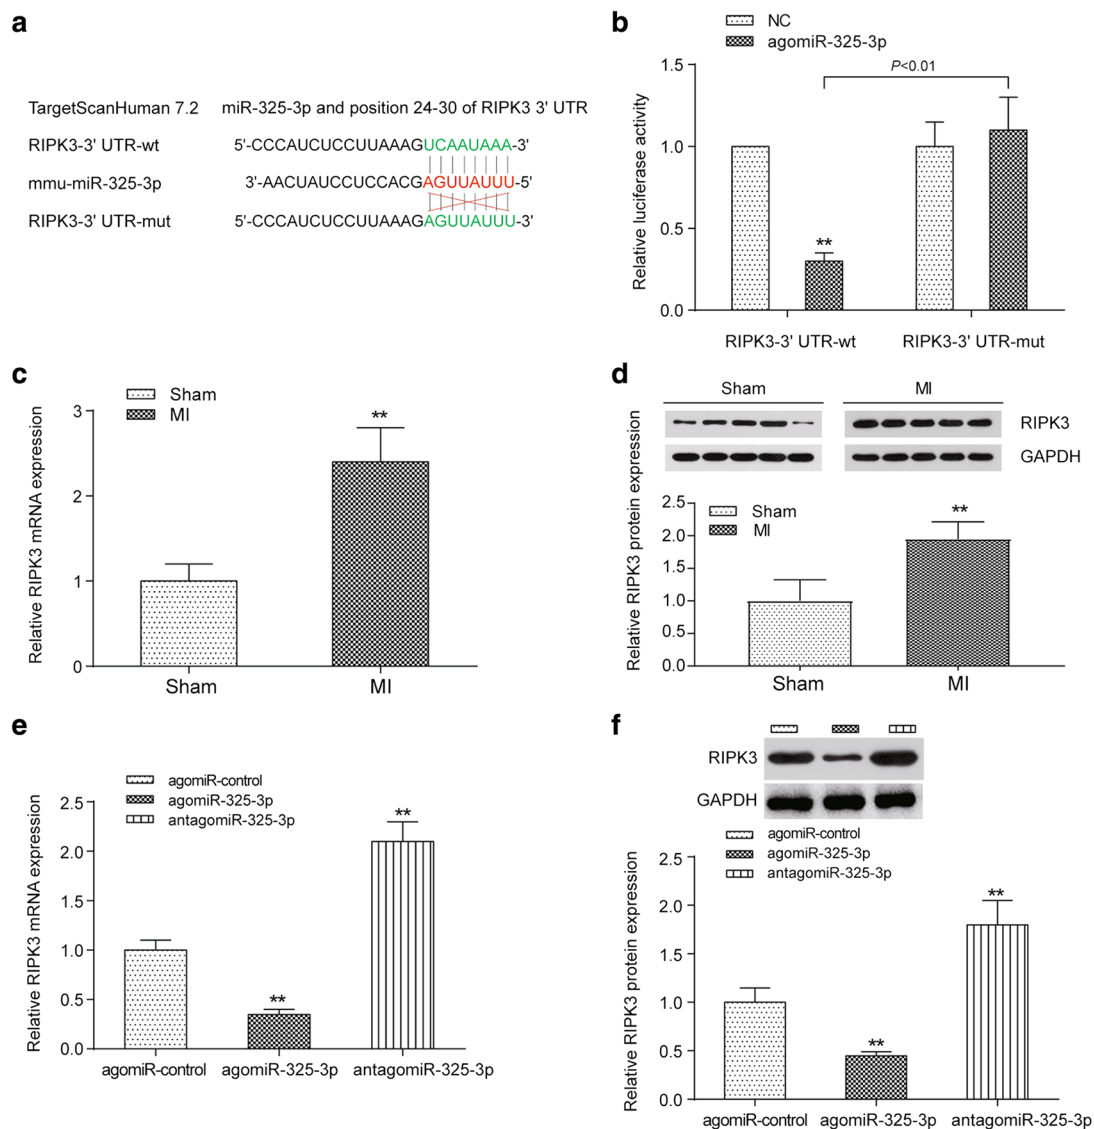 a
TargetScanHuman 7.2 miR-325-3p and position 24-30 of RIPK3 3' UTR
RIPK3-3' UTR-wt 5'-CCCAUCUCCUUAAAGUCAAUAAA-3'
mmu-miR-325-3p 3'-AACUAUCCUCCACGAGUUAUUU-5'
RIPK3-3' UTR-mut 5'-CCCAUCUCCUUAAAGAGUUAUUU-3'
b
NC
agomiR-325-3p
Relative luciferase activity
1.5
1.0
0.5
0.0
P<0.01
**
RIPK3-3' UTR-wt RIPK3-3' UTR-mut
c
Sham
MI
Relative RIPK3 mRNA expression
3
2
1
0
**
Sham MI
d
Sham MI
RIPK3
GAPDH
Relative RIPK3 protein expression
2.5
2.0
1.5
1.0
0.5
0.0
Sham
MI
**
Sham MI
e
agomiR-control
agomiR-325-3p
antagomiR-325-3p
Relative RIPK3 mRNA expression
2.5
2.0
1.5
1.0
0.5
0.0
**
**
agomiR-control agomiR-325-3p antagomiR-325-3p
f
RIPK3
GAPDH
agomiR-control
agomiR-325-3p
antagomiR-325-3p
Relative RIPK3 protein expression
2.5
2.0
1.5
1.0
0.5
0.0
**
**
agomiR-control agomiR-325-3p antagomiR-325-3p